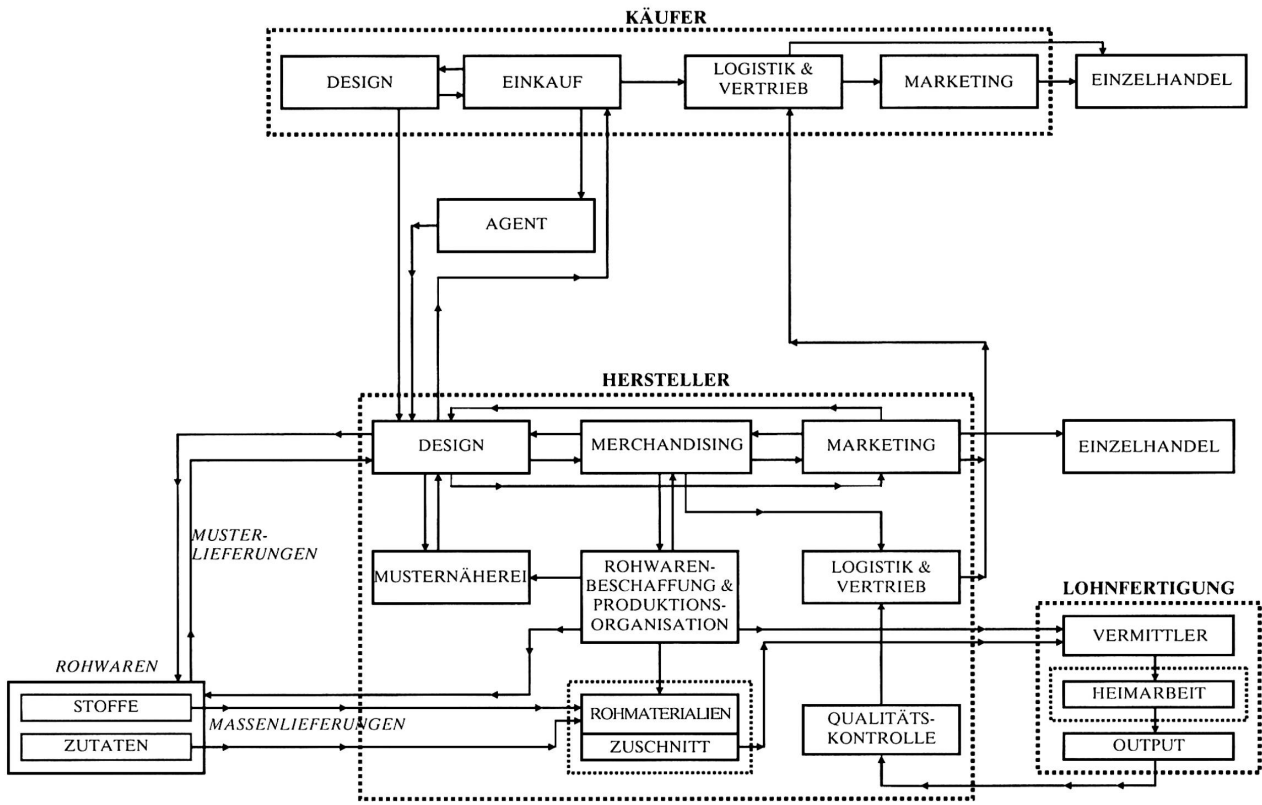 KÄUFER
DESIGN
EINKAUF
LOGISTIK &
VERTRIEB
MARKETING
EINZELHANDEL
AGENT
HERSTELLER
DESIGN
MERCHANDISING
MARKETING
EINZELHANDEL
MUSTER-
LIEFERUNGEN
MUSTERNÄHEREI
ROHWAREN-
BESCHAFFUNG &
PRODUKTIONS-
ORGANISATION
LOGISTIK &
VERTRIEB
LOHNFERTIGUNG
VERMITTLER
HEIMARBEIT
OUTPUT
ROHWAREN
STOFFE
MASSENLIEFERUNGEN
ZUTATEN
ROHMATERIALIEN
ZUSCHNITT
QUALITÄTS-
KONTROLLE